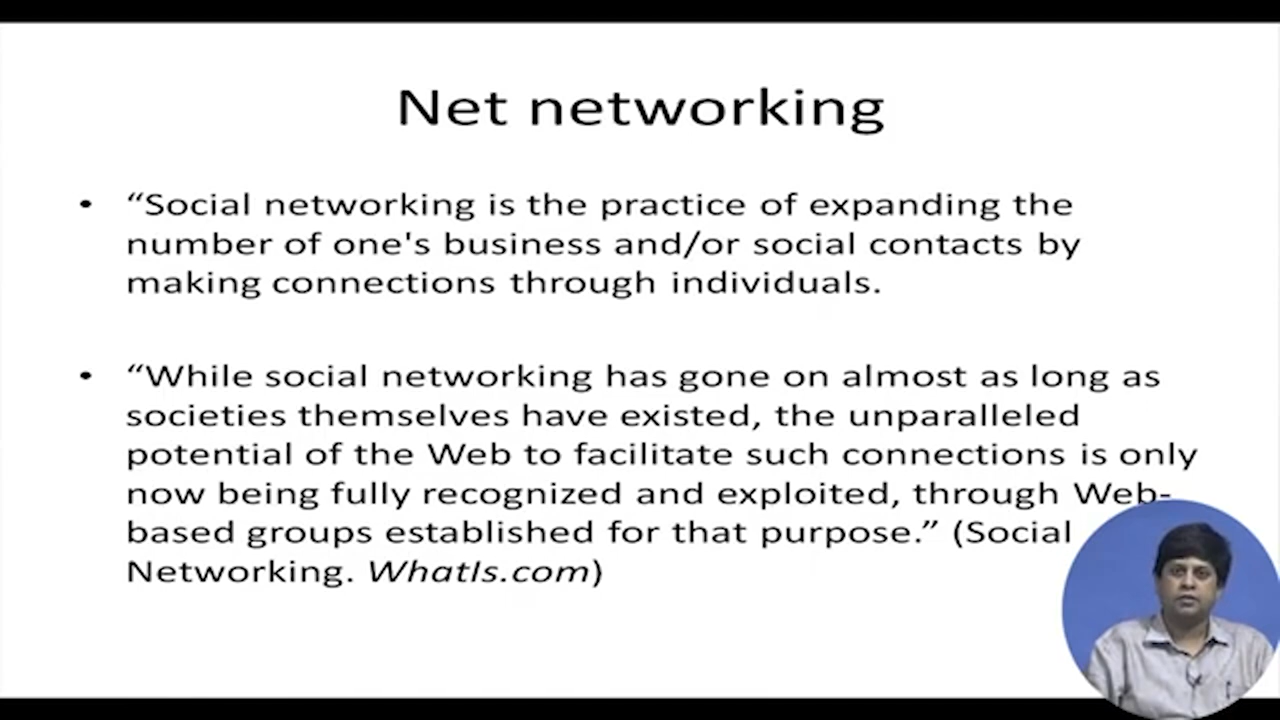 Net networking
• “Social networking is the practice of expanding the
number of one's business and/or social contacts by
making connections through individuals.
• “While social networking has gone on almost as long as
societies themselves have existed, the unparalleled
potential of the Web to facilitate such connections is only
now being fully recognized and exploited, through Web-
based groups established for that purpose.” (Social
Networking. WhatIs.com)